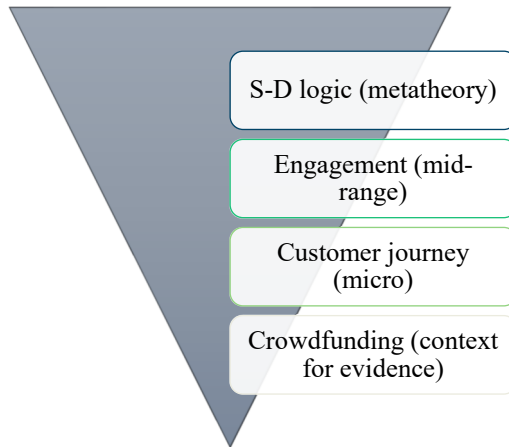 S-D logic (metatheory)
Engagement (mid-
range)
Customer journey
(micro)
Crowdfunding (context
for evidence)